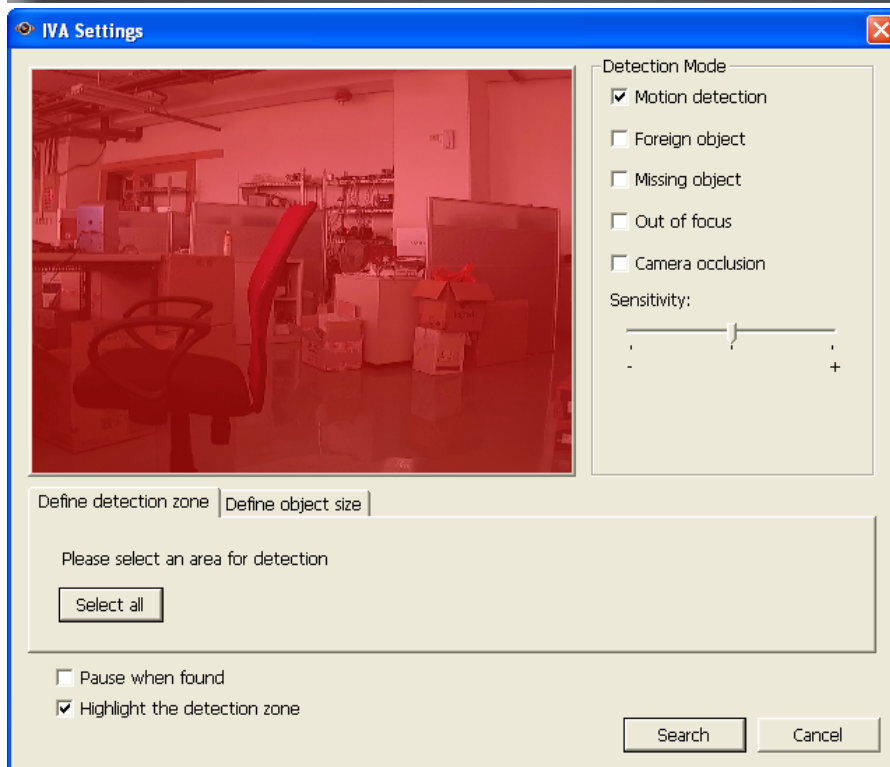 IVA Settings
Detection Mode
Motion detection
Foreign object
Missing object
Out of focus
Camera occlusion
Sensitivity:
- +
Define detection zone Define object size
Please select an area for detection
Select all
Pause when found
Highlight the detection zone
Search Cancel